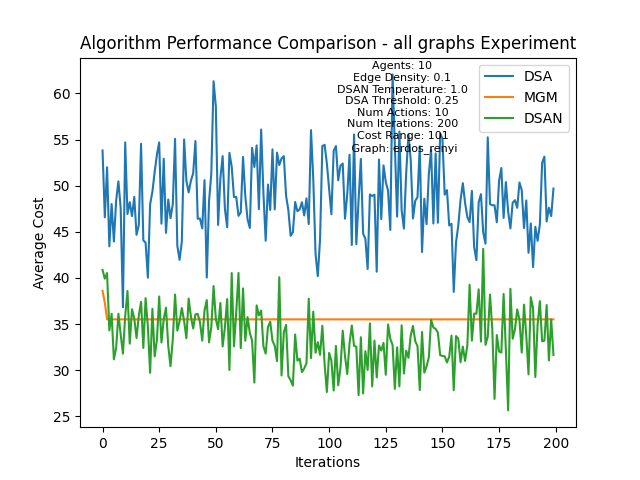 Algorithm Performance Comparison - all graphs Experiment
Agents: 10
Edge Density: 0.1
DSAN Temperature: 1.0
DSA Threshold: 0.25
Num Actions: 10
Num Iterations: 200
Cost Range: 101
Graph: erdos_renyi
DSA
MGM
DSAN
Average Cost
60
55
50
45
40
35
30
25
0
25
50
75
100
125
150
175
200
Iterations